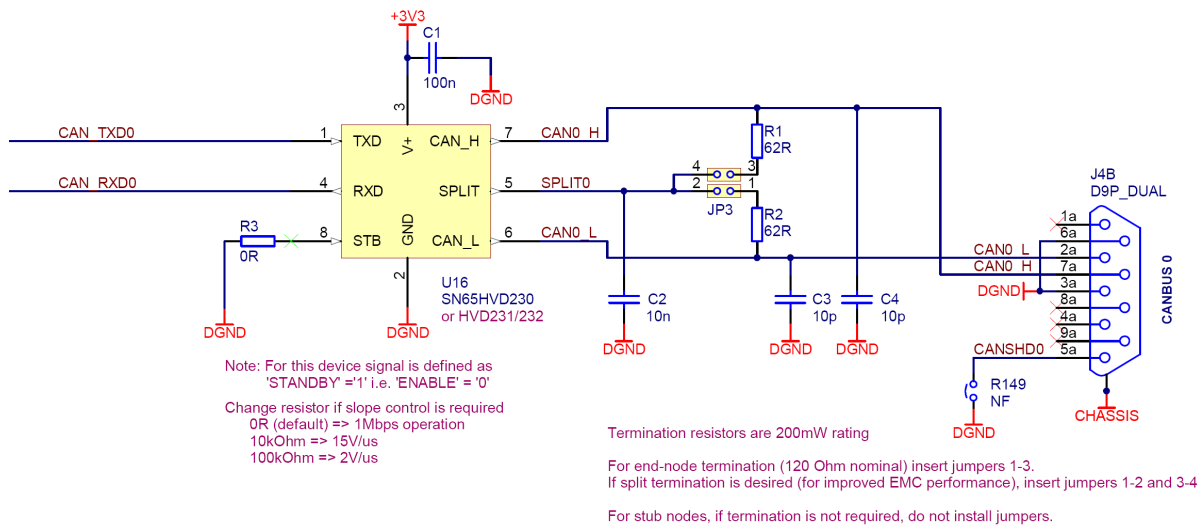 +3V3
C1
100n
DGND
3
CAN_TXD0
1
TXD
V+
CAN_H
7
CAN0_H
CAN_RXD0
4
RXD
SPLIT
5
SPLIT0
R3
0R
8
STB
GND
CAN_L
6
CAN0_L
2
DGND
DGND
U16
SN65HVD230
or HVD231/232
R1
62R
4
3
2
1
JP3
R2
62R
C2
10n
DGND
C3
10p
DGND
C4
10p
DGND
J4B
D9P_DUAL
1a
6a
CAN0_L
2a
CAN0_H
7a
DGND
3a
8a
4a
9a
CANSHD0
5a
CANBUS 0
R149
NF
DGND
CHASSIS
Note: For this device signal is defined as
'STANDBY' ='1' i.e. 'ENABLE' = '0'
Change resistor if slope control is required
0R (default) => 1Mbps operation
10kOhm => 15V/us
100kOhm => 2V/us
Termination resistors are 200mW rating
For end-node termination (120 Ohm nominal) insert jumpers 1-3.
If split termination is desired (for improved EMC performance), insert jumpers 1-2 and 3-4
For stub nodes, if termination is not required, do not install jumpers.